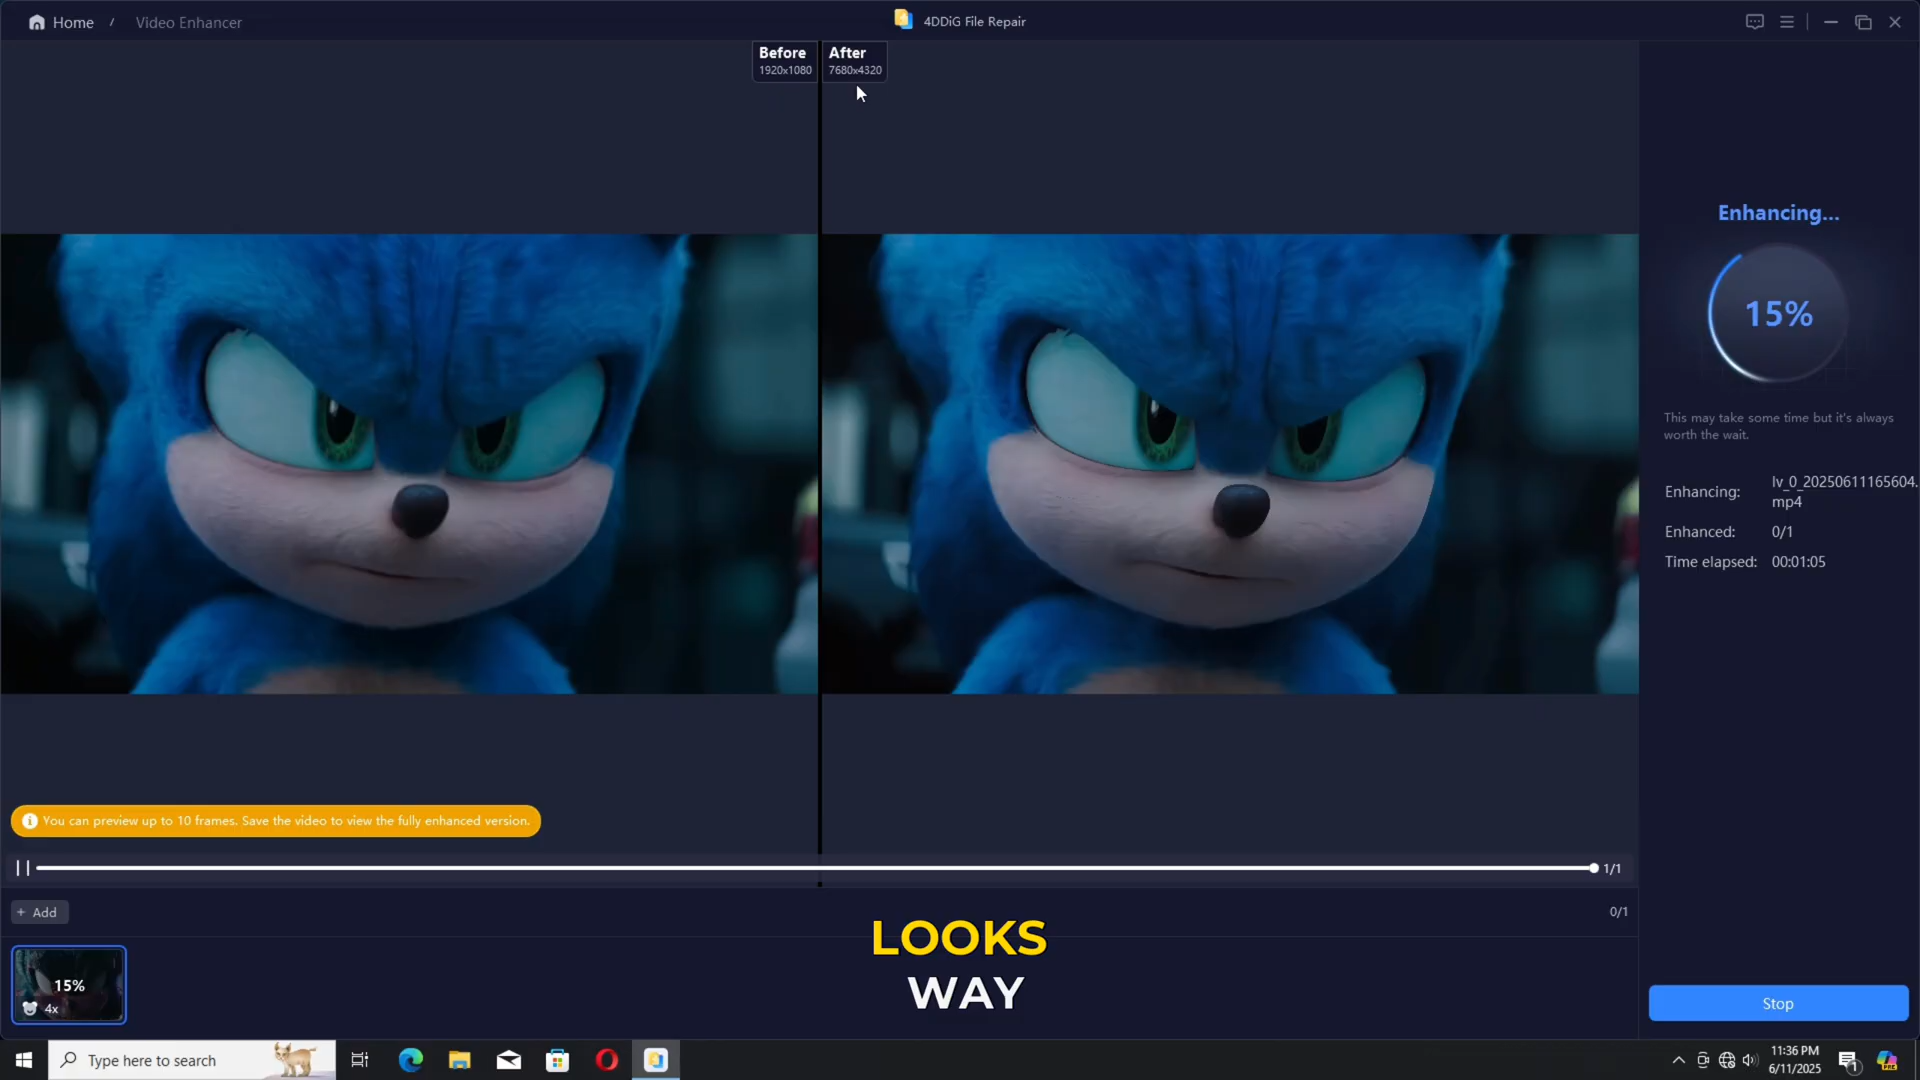 Home / Video Enhancer
4DDiG File Repair
Before
1920x1080
After
7680x4320
Enhancing...
15%
This may take some time but it's always
worth the wait.
Enhancing: lv_0_20250611165604.
mp4
Enhanced: 0/1
Time elapsed: 00:01:05
You can preview up to 10 frames. Save the video to view the fully enhanced version.
1/1
+ Add
0/1
15%
4x
LOOKS
WAY
Stop
Type here to search
11:36 PM
6/11/2025
1
PRE